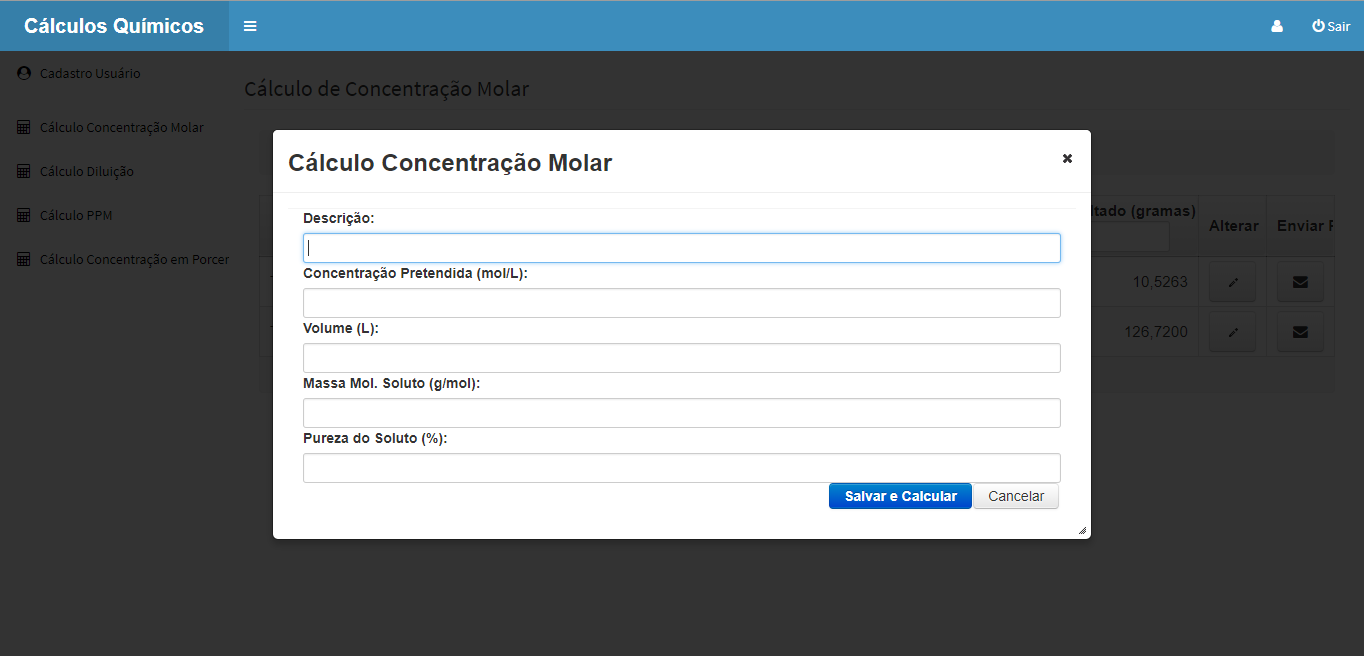 Cálculos Químicos
Sair
Cadastro Usuário
Cálculo Concentração Molar
Cálculo Diluição
Cálculo PPM
Cálculo Concentração em Porcer
Cálculo de Concentração Molar
Cálculo Concentração Molar
Descrição:
Concentração Pretendida (mol/L):
Volume (L):
Massa Mol. Soluto (g/mol):
Pureza do Soluto (%):
Salvar e Calcular Cancelar
ltado (gramas) Alterar Enviar
10,5263
126,7200